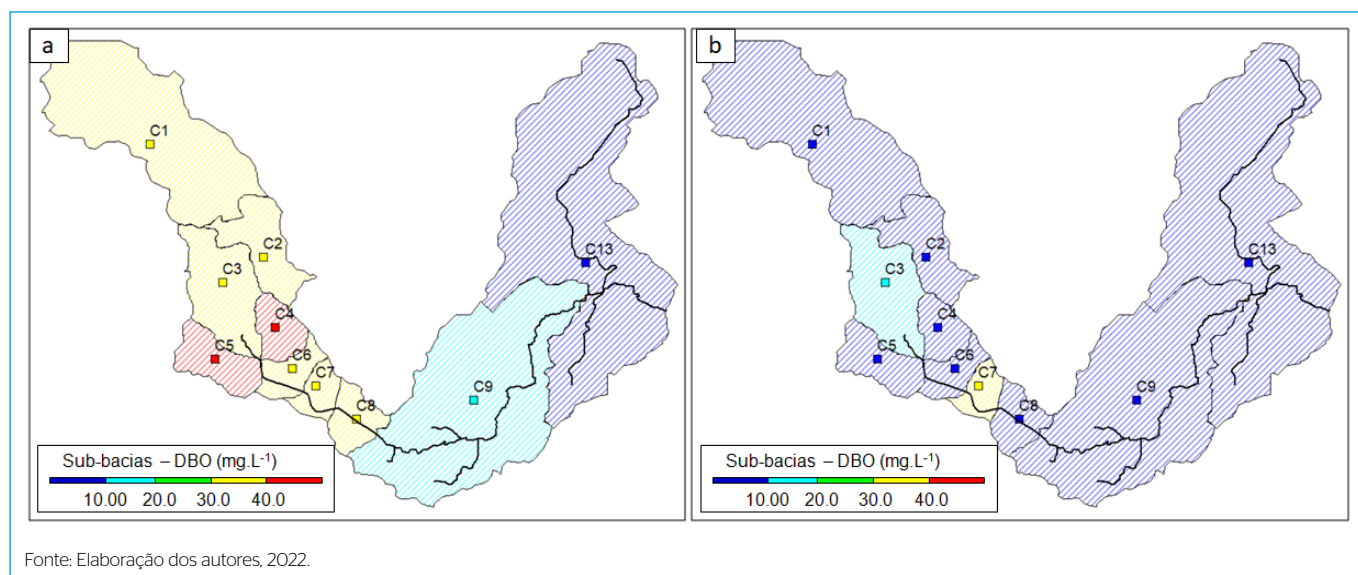 a
C1
C2
C3
C4
C5
C6
C7
C8
C9
C13
Sub-bacias – DBO (mg.L⁻¹)
10.00 20.0 30.0 40.0
b
C1
C2
C3
C4
C5
C6
C7
C8
C9
C13
Sub-bacias – DBO (mg.L⁻¹)
10.00 20.0 30.0 40.0
Fonte: Elaboração dos autores, 2022.